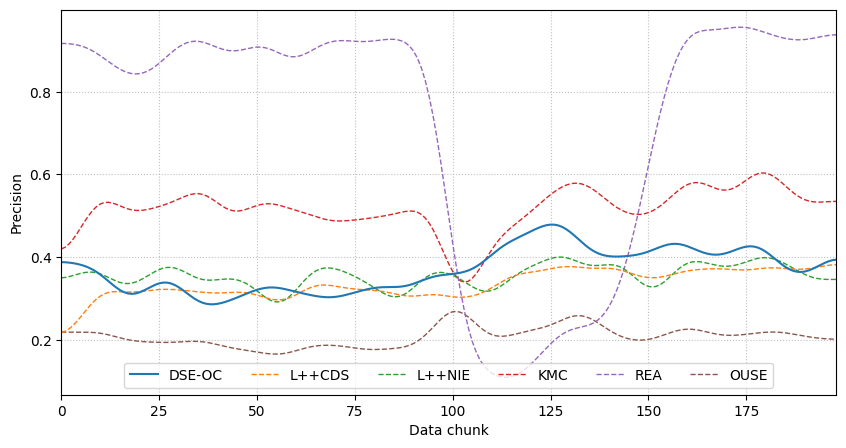 0.8
0.6
0.4
0.2
Precision
DSE-OC L++CDS L++NIE KMC REA OUSE
0 25 50 75 100 125 150 175
Data chunk